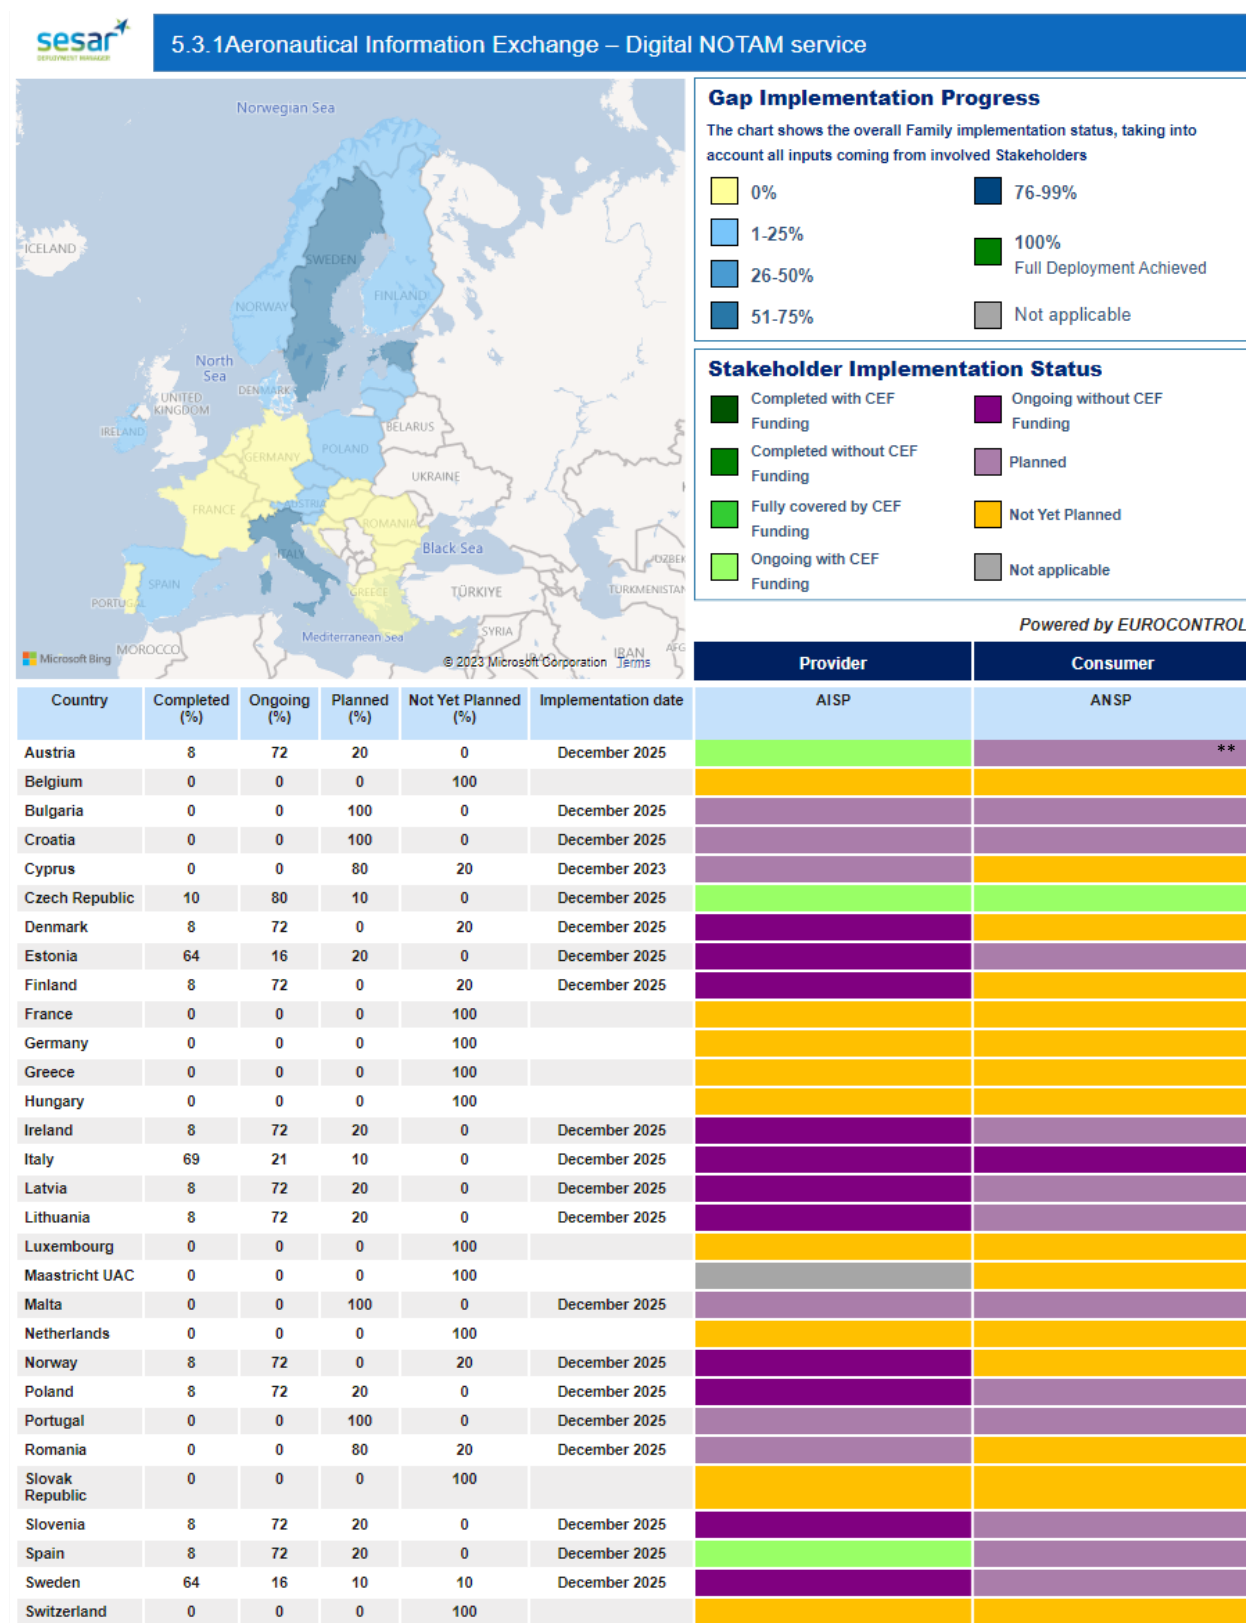 sesar
DEPLOYMENT MANAGER
5.3.1Aeronautical Information Exchange – Digital NOTAM service
Norwegian Sea
ICELAND
SWEDEN
FINLAND
NORWAY
North
Sea
DENMARK
UNITED
KINGDOM
IRELAND
BELARUS
POLAND
GERMANY
UKRAINE
FRANCE
AUSTRIA
ROMANIA
Black Sea
ITALY
SPAIN
GREECE
TÜRKIYE
UZBEK
TURKMENISTAN
SYRIA
Mediterranean Sea
MOROCCO
IRAQ
IRAN
AFG
Microsoft Bing
© 2023 Microsoft Corporation Terms
Gap Implementation Progress
The chart shows the overall Family implementation status, taking into
account all inputs coming from involved Stakeholders
0%
1-25%
26-50%
51-75%
76-99%
100%
Full Deployment Achieved
Not applicable
Stakeholder Implementation Status
Completed with CEF
Funding
Completed without CEF
Funding
Fully covered by CEF
Funding
Ongoing with CEF
Funding
Ongoing without CEF
Funding
Planned
Not Yet Planned
Not applicable
Powered by EUROCONTROL
Provider Consumer
Country Completed (%) Ongoing (%) Planned (%) Not Yet Planned (%) Implementation date AISP ANSP
Austria 8 72 20 0 December 2025 **
Belgium 0 0 0 100
Bulgaria 0 0 100 0 December 2025
Croatia 0 0 100 0 December 2025
Cyprus 0 0 80 20 December 2023
Czech Republic 10 80 10 0 December 2025
Denmark 8 72 0 20 December 2025
Estonia 64 16 20 0 December 2025
Finland 8 72 0 20 December 2025
France 0 0 0 100
Germany 0 0 0 100
Greece 0 0 0 100
Hungary 0 0 0 100
Ireland 8 72 20 0 December 2025
Italy 69 21 10 0 December 2025
Latvia 8 72 20 0 December 2025
Lithuania 8 72 20 0 December 2025
Luxembourg 0 0 0 100
Maastricht UAC 0 0 0 100
Malta 0 0 100 0 December 2025
Netherlands 0 0 0 100
Norway 8 72 0 20 December 2025
Poland 8 72 20 0 December 2025
Portugal 0 0 100 0 December 2025
Romania 0 0 80 20 December 2025
Slovak
Republic 0 0 0 100
Slovenia 8 72 20 0 December 2025
Spain 8 72 20 0 December 2025
Sweden 64 16 10 10 December 2025
Switzerland 0 0 0 100